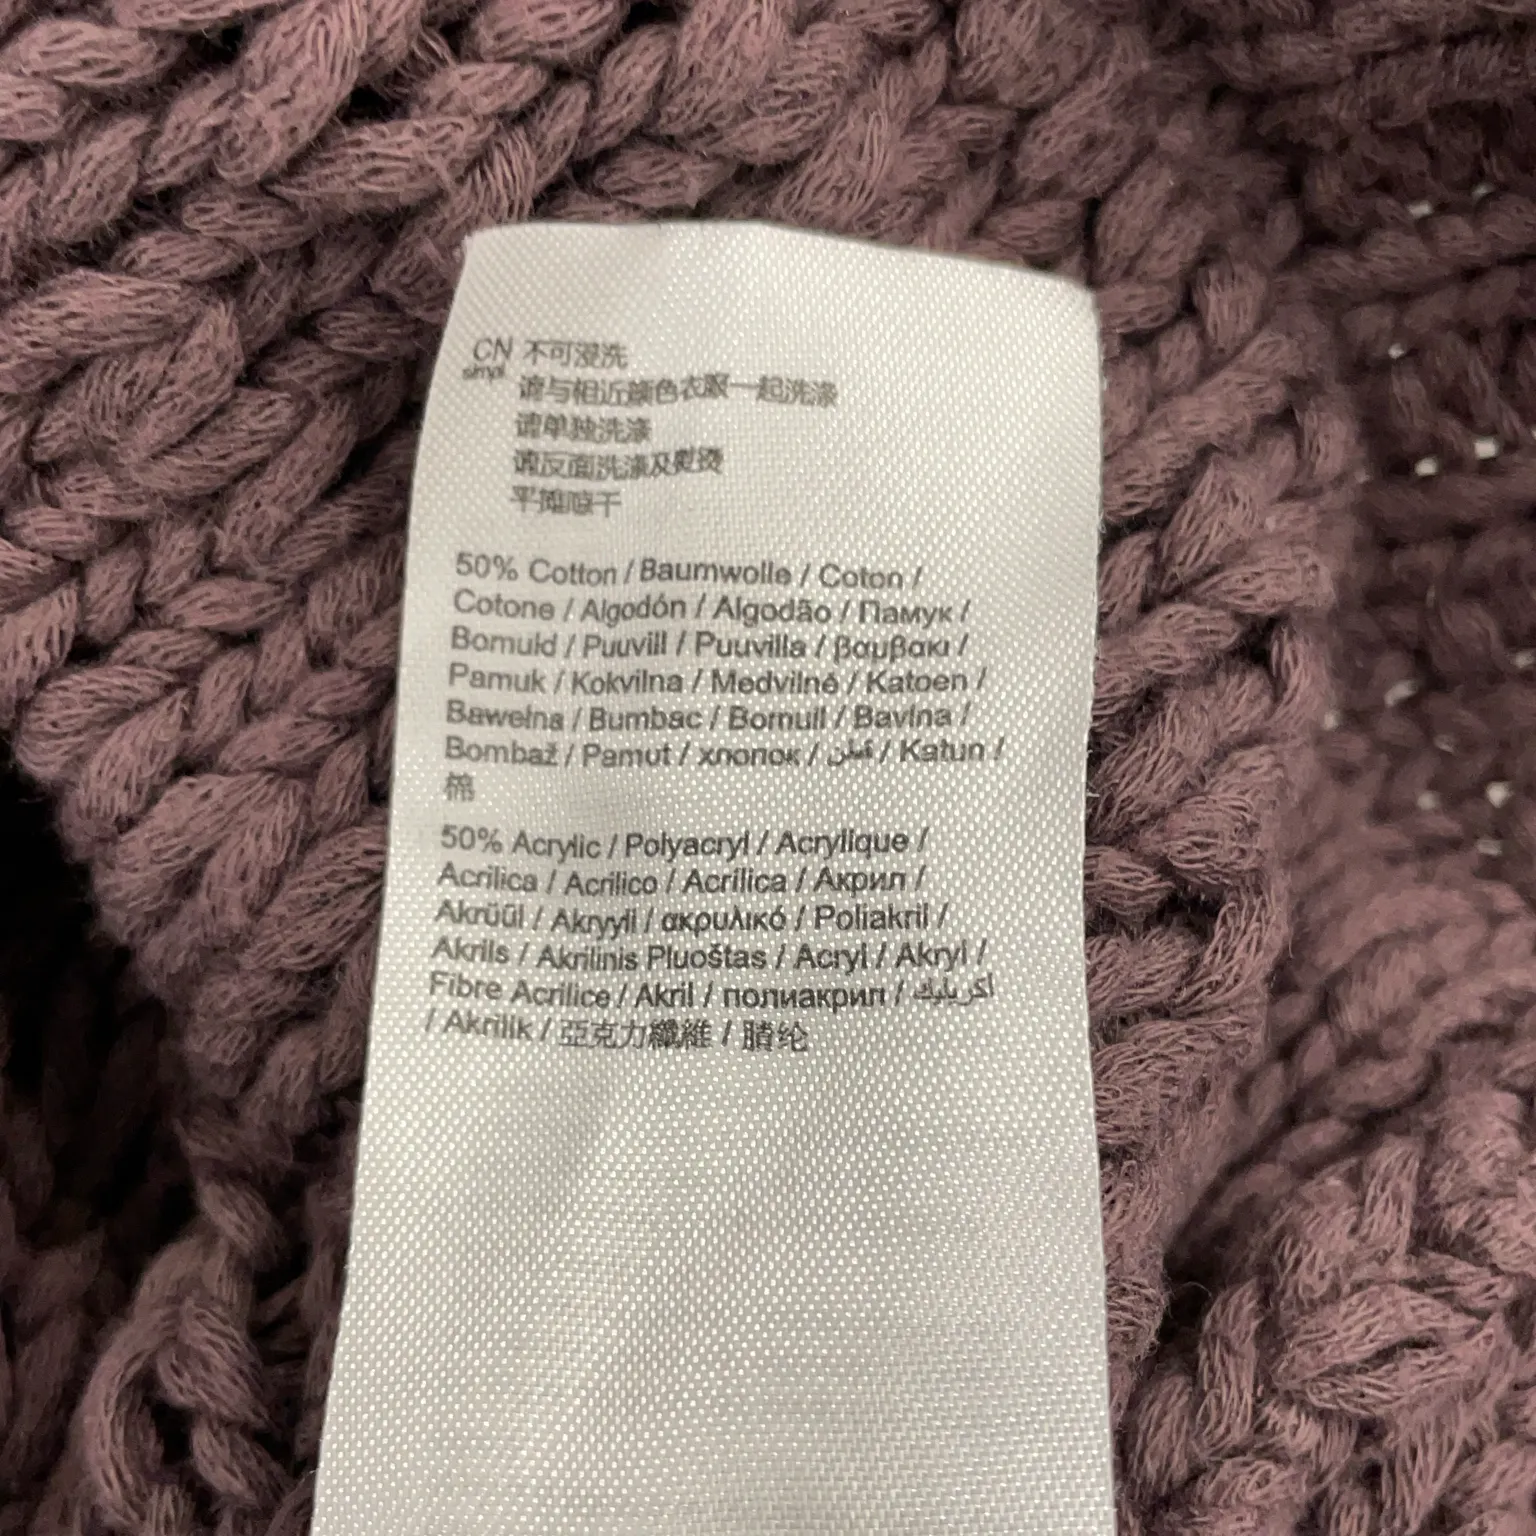 CN 不可浸洗
simpl 请与相近颜色衣服一起洗涤
请单独洗涤
请反面洗涤及熨烫
平摊晾干
50% Cotton / Baumwolle / Coton /
Cotone / Algodón / Algodão / Памук /
Bomuld / Puuvill / Puuvilla / βαμβακι /
Pamuk / Kokvilna / Medvilnė / Katoen /
Bawełna / Bumbac / Bomull / Bavlna /
Bombaž / Pamut / хлопок / قطن / Katun /
棉
50% Acrylic / Polyacryl / Acrylique /
Acrilica / Acrilico / Acrílica / Акрил /
Akrüül / Akryyli / ακρυλικό / Poliakril /
Akrils / Akrilinis Pluoštas / Acryl / Akryl /
Fibre Acrilice / Akril / полиакрил / أكريليك
/ Akrilik / 亞克力纖維 / 腈纶